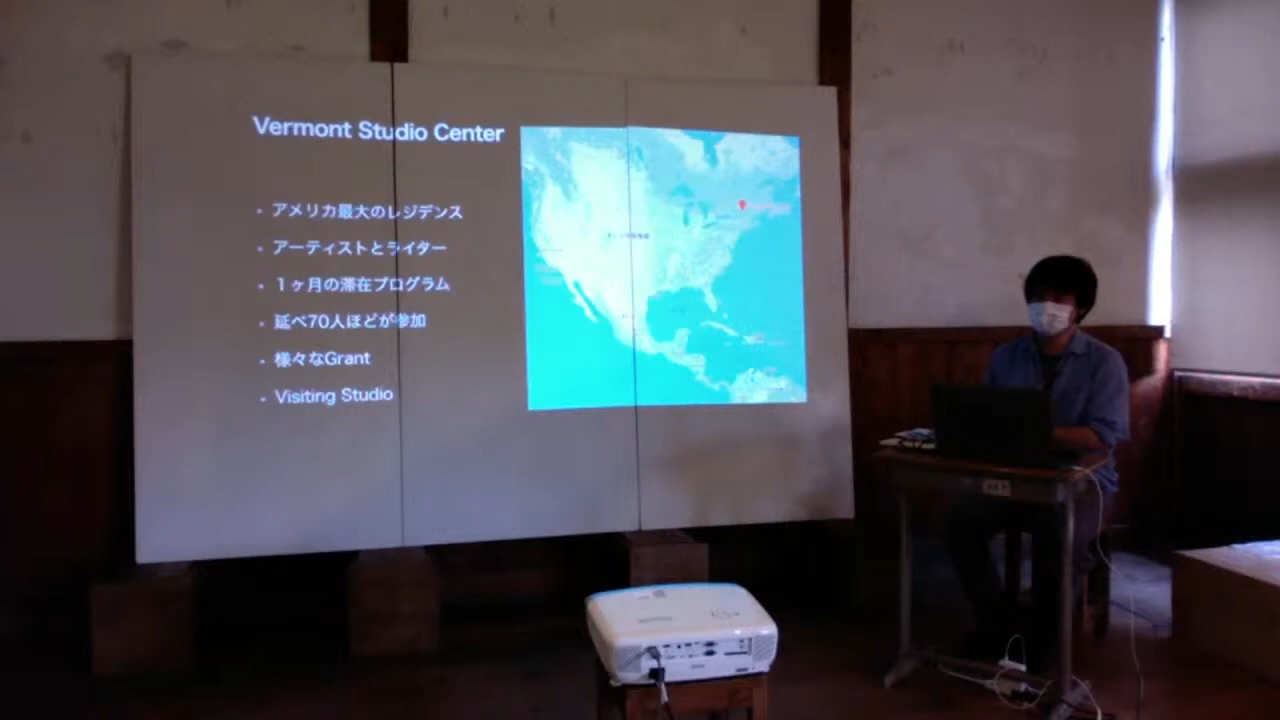 Vermont Studio Center
・アメリカ最大のレジデンス
・アーティストとライター
・１ヶ月の滞在プログラム
・延べ70人ほどが参加
・様々なGrant
・Visiting Studio